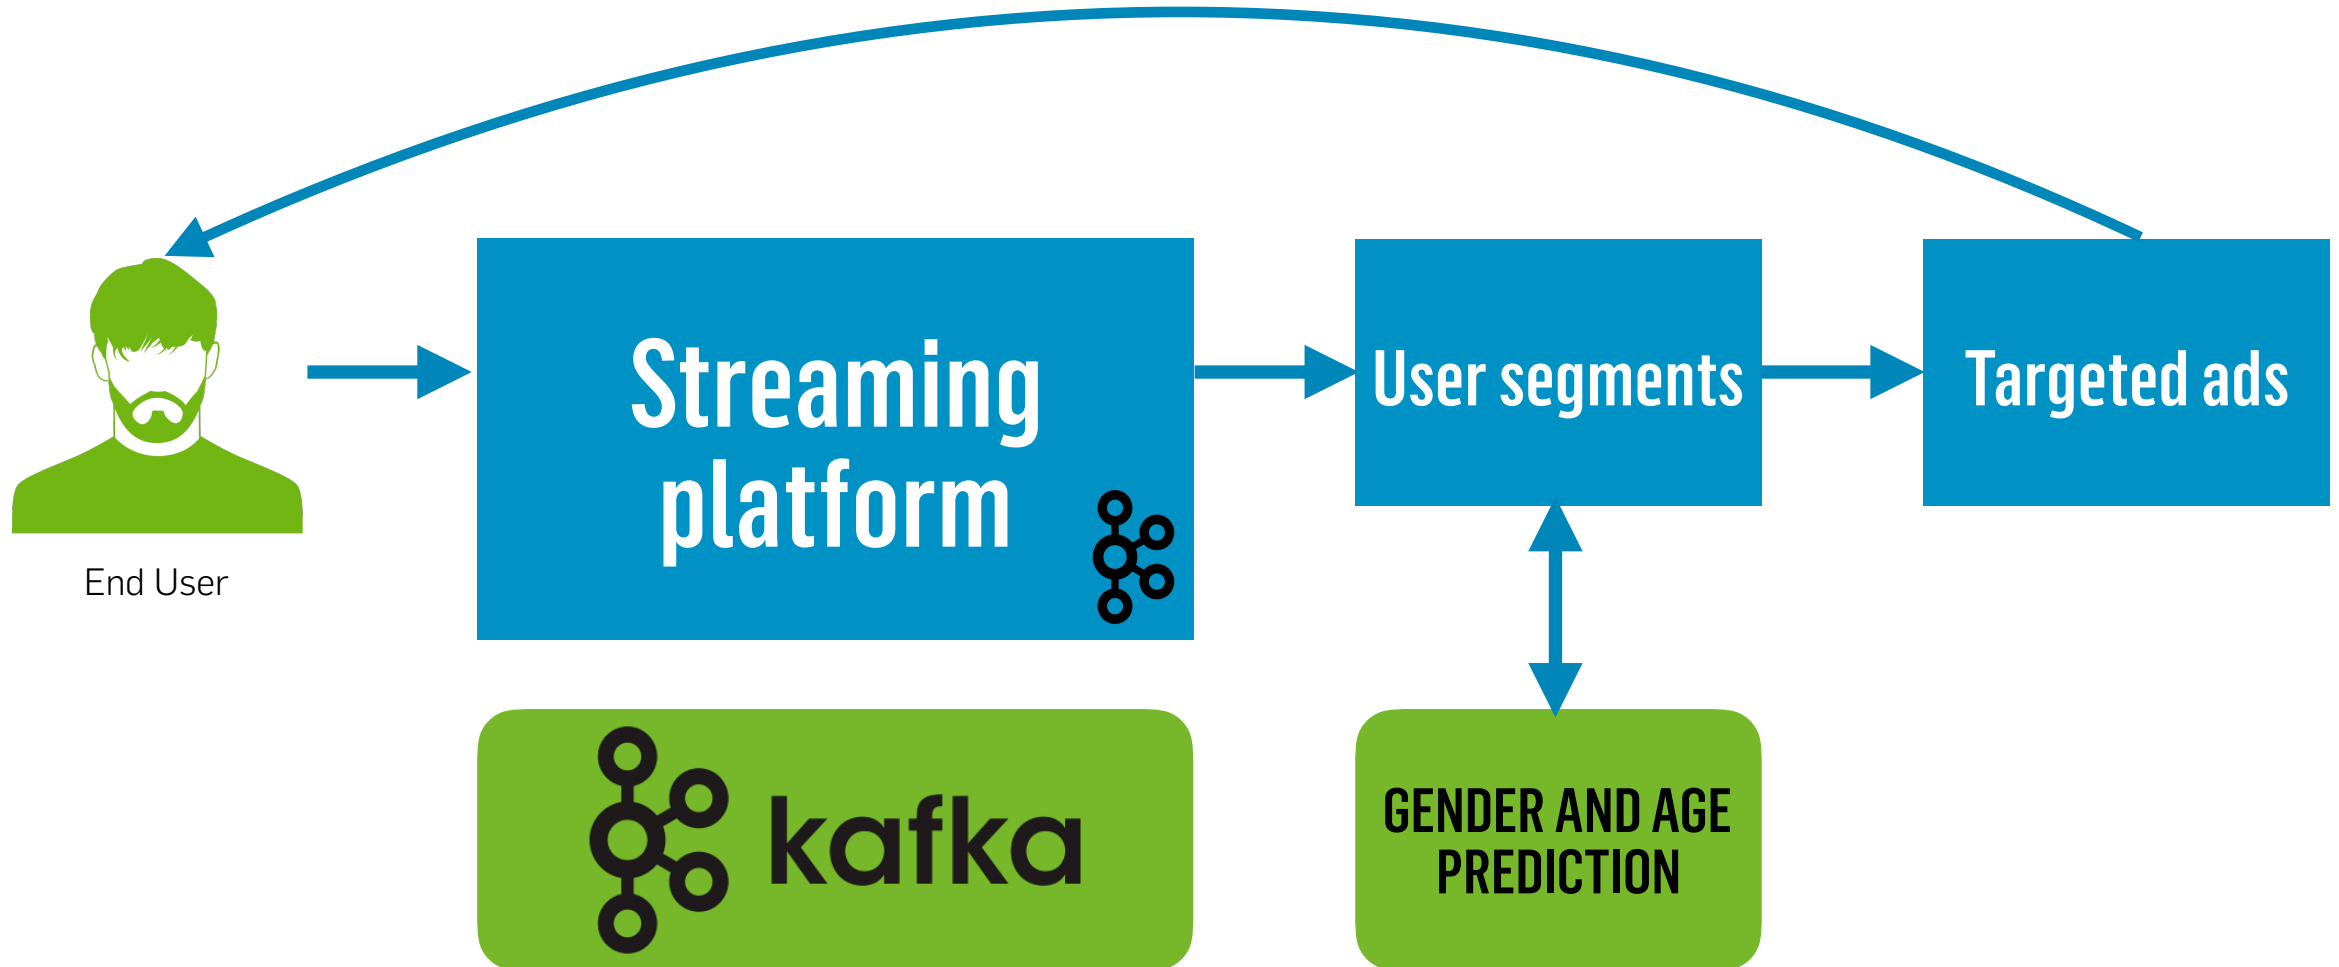 Streaming
platform
User segments
Targeted ads
End User
kafka
GENDER AND AGE
PREDICTION